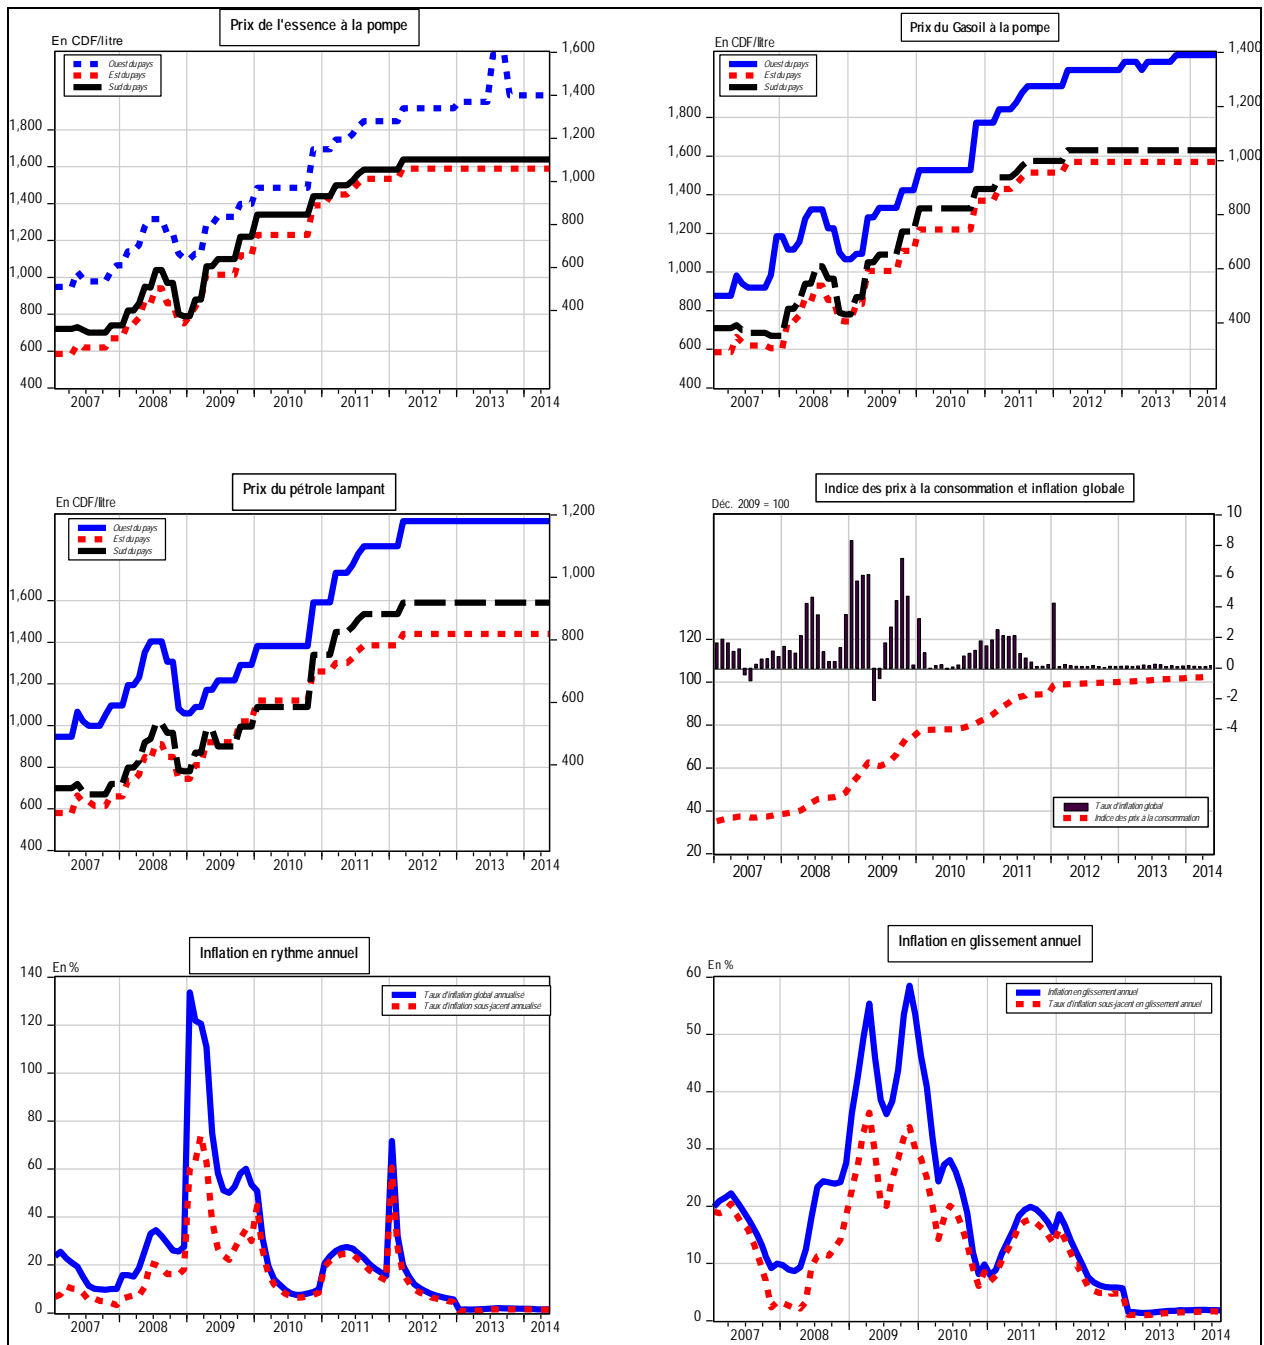 Prix de l'essence à la pompe
En CDF/litre
Ouest du pays
Est du pays
Sud du pays
1,800
1,600
1,400
1,200
1,000
800
600
400
1,600
1,400
1,200
1,000
800
600
400
2007 2008 2009 2010 2011 2012 2013 2014
Prix du Gasoil à la pompe
En CDF/litre
Ouest du pays
Est du pays
Sud du pays
1,800
1,600
1,400
1,200
1,000
800
600
400
1,400
1,200
1,000
800
600
400
2007 2008 2009 2010 2011 2012 2013 2014
Prix du pétrole lampant
En CDF/litre
Ouest du pays
Est du pays
Sud du pays
1,600
1,400
1,200
1,000
800
600
400
1,200
1,000
800
600
400
2007 2008 2009 2010 2011 2012 2013 2014
Indice des prix à la consommation et inflation globale
Déc. 2009 = 100
120
100
80
60
40
20
10
8
6
4
2
0
-2
-4
Taux d'inflation global
Indice des prix à la consommation
2007 2008 2009 2010 2011 2012 2013 2014
Inflation en rythme annuel
En %
140
120
100
80
60
40
20
0
Taux d'inflation global annualisé
Taux d'inflation sous-jacent annualisé
2007 2008 2009 2010 2011 2012 2013 2014
Inflation en glissement annuel
En %
60
50
40
30
20
10
0
Inflation en glissement annuel
Taux d'inflation sous-jacent en glissement annuel
2007 2008 2009 2010 2011 2012 2013 2014